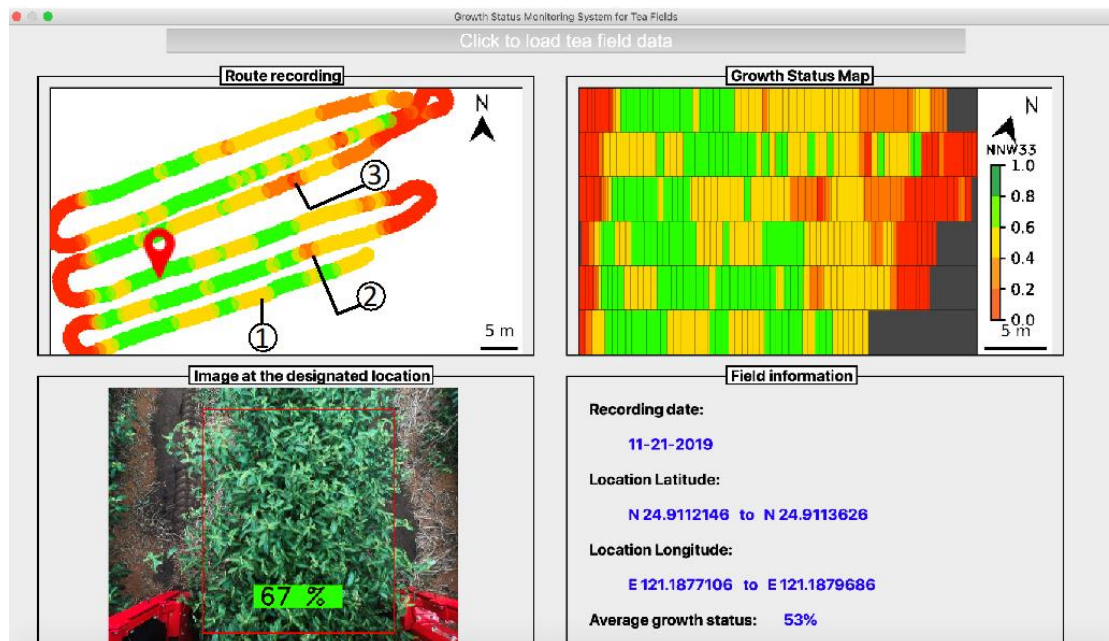 Growth Status Monitoring System for Tea Fields
Click to load tea field data
Route recording
N
③
②
①
5 m
Growth Status Map
N
NNW33
1.0
0.8
0.6
0.4
0.2
0.0
5 m
Image at the designated location
67 %
Field information
Recording date:
11-21-2019
Location Latitude:
N 24.9112146 to N 24.9113626
Location Longitude:
E 121.1877106 to E 121.1879686
Average growth status: 53%